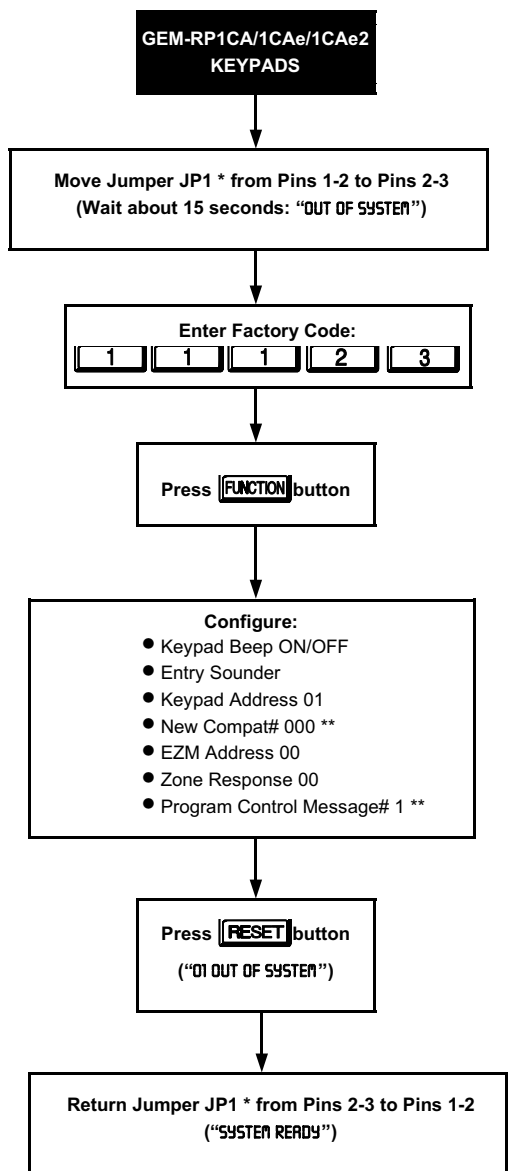 GEM-RP1CA/1CAe/1CAe2
KEYPADS
Move Jumper JP1 * from Pins 1-2 to Pins 2-3
(Wait about 15 seconds: “OUT OF SYSTEM”)
Enter Factory Code:
1 1 1 2 3
Press FUNCTION button
Configure:
● Keypad Beep ON/OFF
● Entry Sounder
● Keypad Address 01
● New Compat# 000 **
● EZM Address 00
● Zone Response 00
● Program Control Message# 1 **
Press RESET button
(“01 OUT OF SYSTEM”)
Return Jumper JP1 * from Pins 2-3 to Pins 1-2
(“SYSTEM READY”)